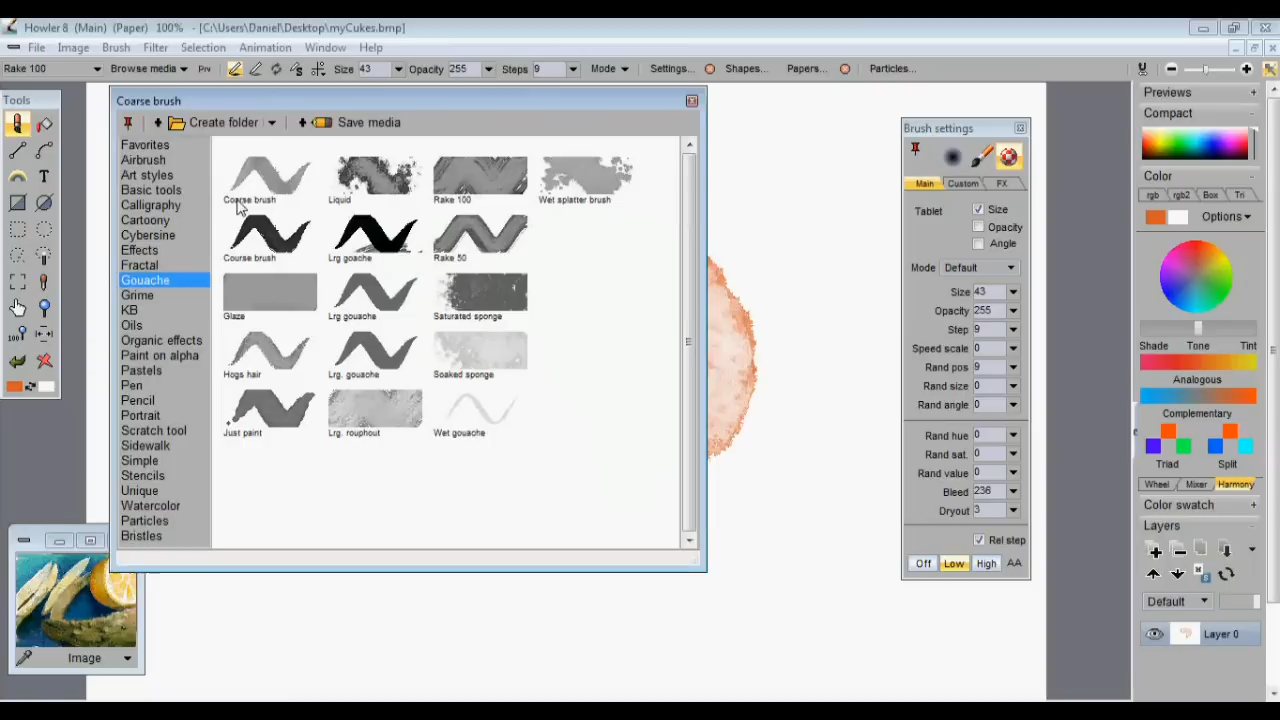 Howler 8 (Main) (Paper) 100% - [C:\Users\Daniel\Desktop\myCukes.bmp]
File Image Brush Filter Selection Animation Window Help
Rake 100 Browse media Prv Size 43 Opacity 255 Steps 9 Mode Settings... Shapes... Papers... Particles...
Tools
T
100
Coarse brush
Create folder Save media
Favorites
Airbrush
Art styles
Basic tools
Calligraphy
Cartoony
Cybersine
Effects
Fractal
Gouache
Grime
KB
Oils
Organic effects
Paint on alpha
Pastels
Pen
Pencil
Portrait
Scratch tool
Sidewalk
Simple
Stencils
Unique
Watercolor
Particles
Bristles
Coarse brush Liquid Rake 100 Wet splatter brush
Course brush Lrg goache Rake 50
Glaze Lrg gouache Saturated sponge
Hogs hair Lrg. gouache Soaked sponge
Just paint Lrg. rouphout Wet gouache
Image
Brush settings
Main Custom FX
Tablet Size
Opacity
Angle
Mode Default
Size 43
Opacity 255
Step 9
Speed scale 0
Rand pos 9
Rand size 0
Rand angle 0
Rand hue 0
Rand sat. 0
Rand value 0
Bleed 236
Dryout 3
Rel step
Off Low High AA
Previews
Compact
Color
rgb rgb2 Box Tri
Options
Shade Tone Tint
Analogous
Complementary
Triad Split
Wheel Mixer Harmony
Color swatch
Layers
Default
Layer 0